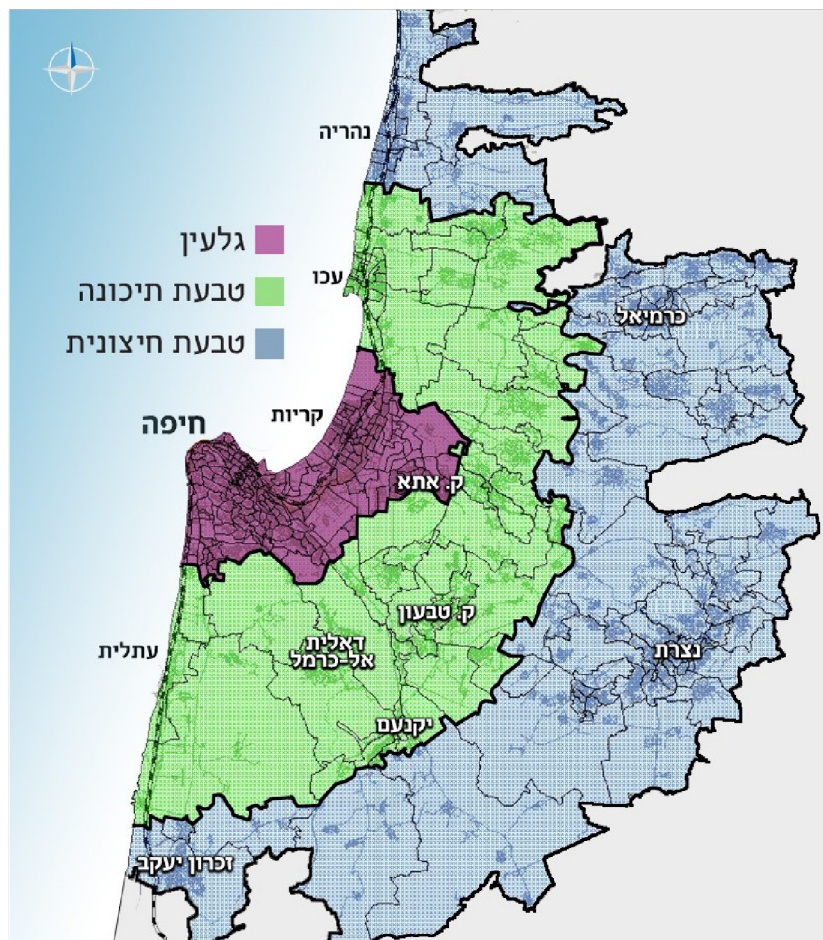 נהריה
גלעין
טבעת תיכונה
טבעת חיצונית
עכו
כרמיאל
קריות
חיפה
ק. אתא
ק. טבעון
דאלית
אל-כרמל
עתלית
נצרת
יקנעם
זכרון יעקב